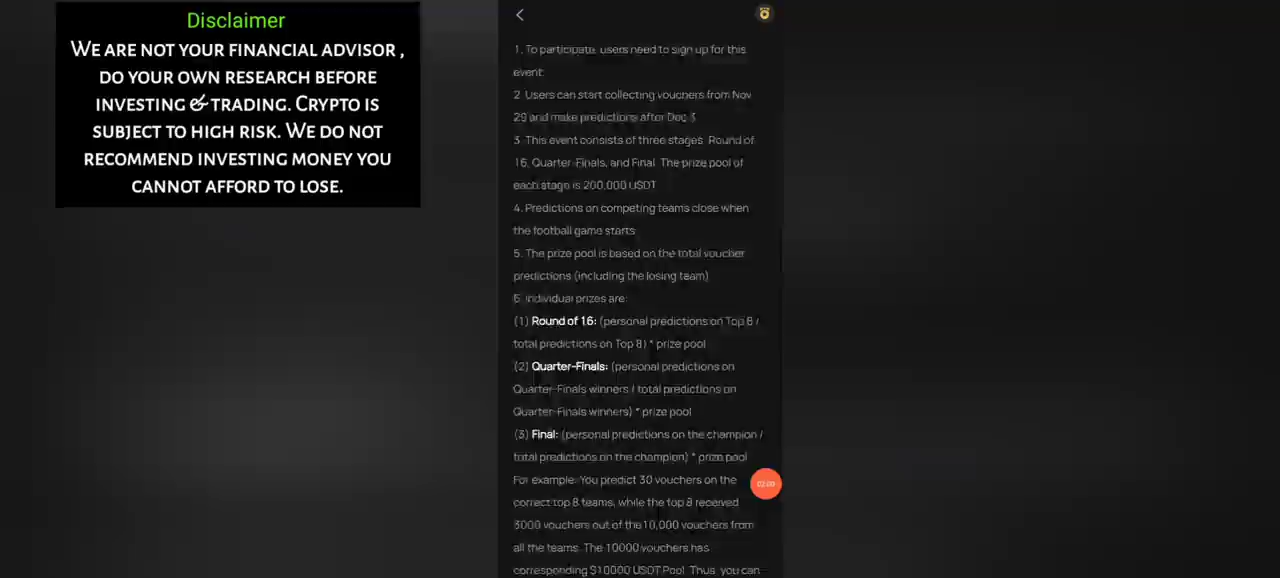 Disclaimer
We are not your financial advisor ,
do your own research before
investing & trading. Crypto is
subject to high risk. We do not
recommend investing money you
cannot afford to lose.
1. To participate, users need to sign up for this
event.
2. Users can start collecting vouchers from Nov
29 and make predictions after Dec 3
3. This event consists of three stages: Round of
16, Quarter-Finals, and Final. The prize pool of
each stage is 200,000 USDT
4. Predictions on competing teams close when
the football game starts
5. The prize pool is based on the total voucher
predictions (including the losing team)
6. Individual prizes are:
(1) Round of 16: (personal predictions on Top 8 /
total predictions on Top 8) * prize pool
(2) Quarter-Finals: (personal predictions on
Quarter-Finals winners / total predictions on
Quarter-Finals winners) * prize pool
(3) Final: (personal predictions on the champion /
total predictions on the champion) * prize pool
For example: You predict 30 vouchers on the
correct top 8 teams, while the top 8 received
3000 vouchers out of the 10,000 vouchers from
all the teams. The 10000 vouchers has
corresponding $10000 USDT Pool. Thus, you can